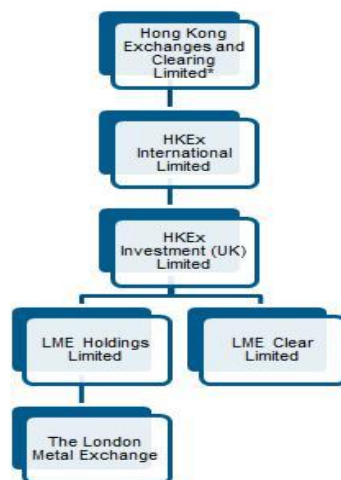 Hong Kong
Exchanges and
Clearing
Limited*
HKEx
International
Limited
HKEx
Investment (UK)
Limited
LME Holdings
Limited
LME Clear
Limited
The London
Metal Exchange